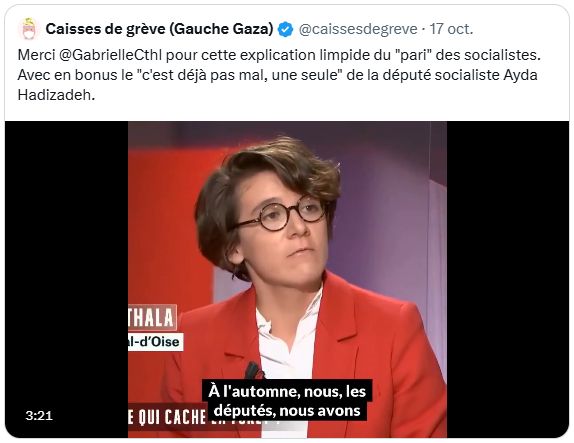 Caisses de grève (Gauche Gaza) @caissesdegreve · 17 oct.
Merci @GabrielleCthl pour cette explication limpide du "pari" des socialistes.
Avec en bonus le "c'est déjà pas mal, une seule" de la député socialiste Ayda
Hadizadeh.
THALA
al-d'Oise
À l'automne, nous, les
députés, nous avons
E QUI CACHE LA FORÊT ?
3:21